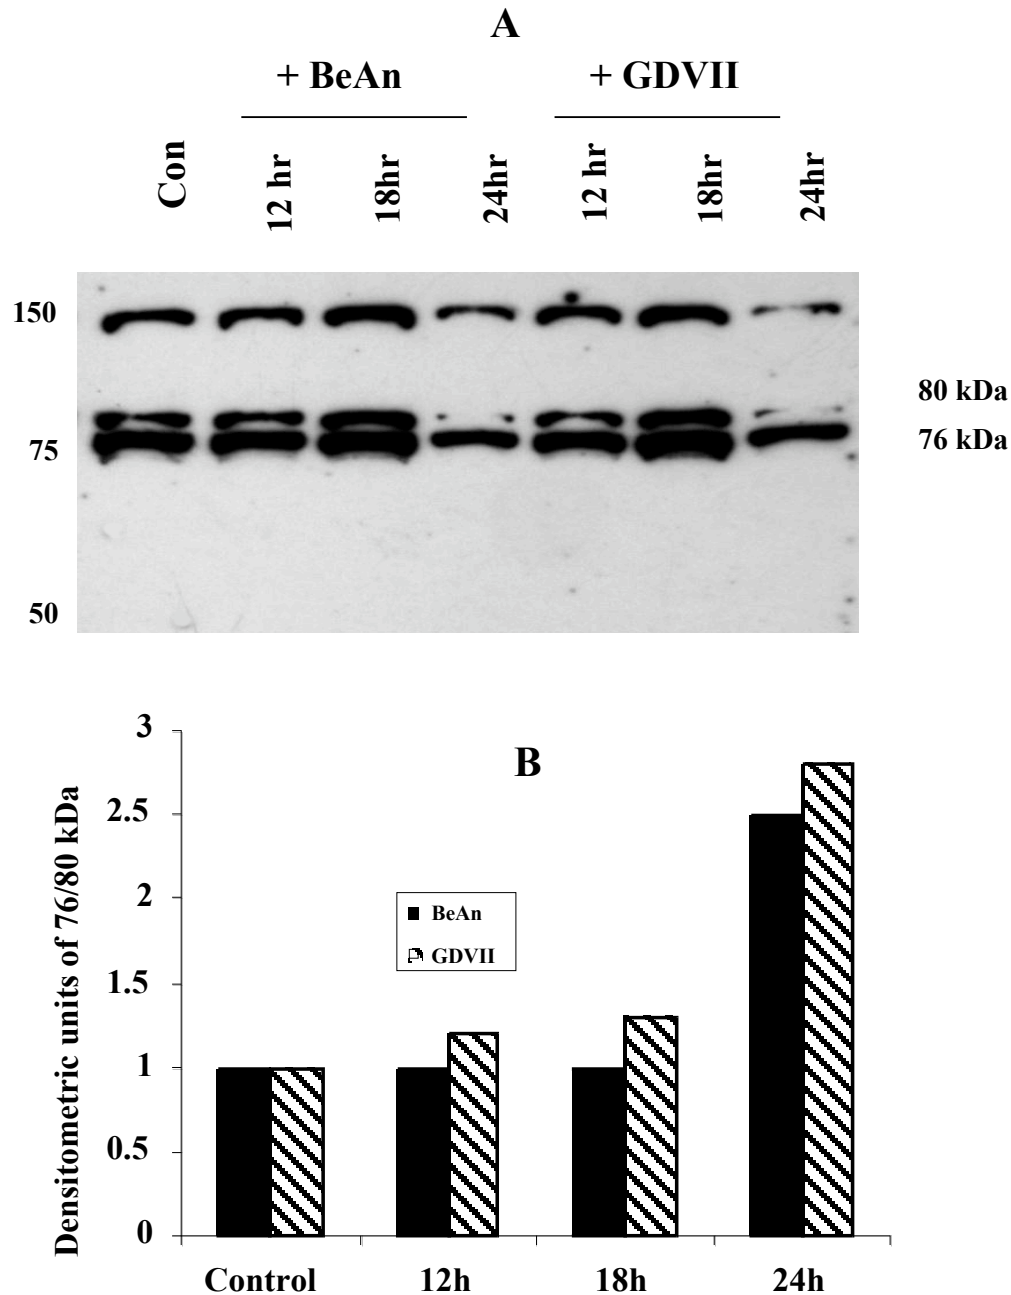 A
+ BeAn + GDVII
Con 12 hr 18hr 24hr 12 hr 18hr 24hr
150
80 kDa
75 76 kDa
50
3
B
2.5
2
1.5
1
0.5
0
Densitometric units of 76/80 kDa
BeAn
GDVII
Control 12h 18h 24h